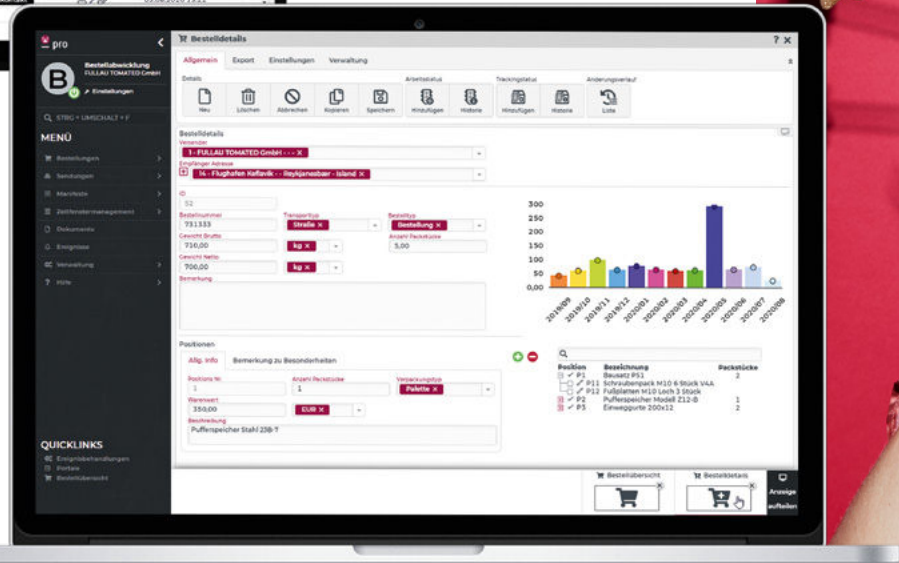 pro
Bestellabwicklung
FULLAU TOMATED GmbH
Einstellungen
STRG + UMSCHALT + F
MENÜ
Bestellungen
Sendungen
Manifeste
Zeitfenstermanagement
Dokumente
Ereignisse
Verwaltung
Hilfe
QUICKLINKS
Ereignisbehandlungen
Portale
Bestellübersicht
Bestelldetails
? X
Allgemein Export Einstellungen Verwaltung
Details Arbeitsstatus Trackingstatus Änderungsverlauf
Neu Löschen Abbrechen Kopieren Speichern Hinzufügen Historie Hinzufügen Historie Liste
Bestelldetails
Versender
1 - FULLAU TOMATED GmbH - - - X
Empfänger Adresse
14 - Flughafen Keflavik - - Reykjanesbær - Island X
ID
52
Bestellnummer Transporttyp Bestelltyp
731333 Straße X Bestellung X
Gewicht Brutto Anzahl Packstücke
710,00 kg X 5,00
Gewicht Netto
700,00 kg X
Bemerkung
300
250
200
150
100
50
0,00
2019/09 2019/10 2019/11 2019/12 2020/01 2020/02 2020/03 2020/04 2020/05 2020/06 2020/07 2020/08
Positionen
Allg. Info Bemerkung zu Besonderheiten
Positions Nr. Anzahl Packstücke Verpackungstyp
1 1 Palette X
Warenwert
350,00 EUR X
Beschreibung
Pufferspeicher Stahl 238-7
Position Bezeichnung Packstücke
P1 Bausatz PS1 2
P11 Schraubenpack M10 6 Stück V4A
P12 Fußplatten M10 Loch 3 Stück
P2 Pufferspeicher Modell Z12-B 1
P3 Einweggurte 200x12 2
Bestellübersicht
Bestelldetails
Anzeige
aufteilen